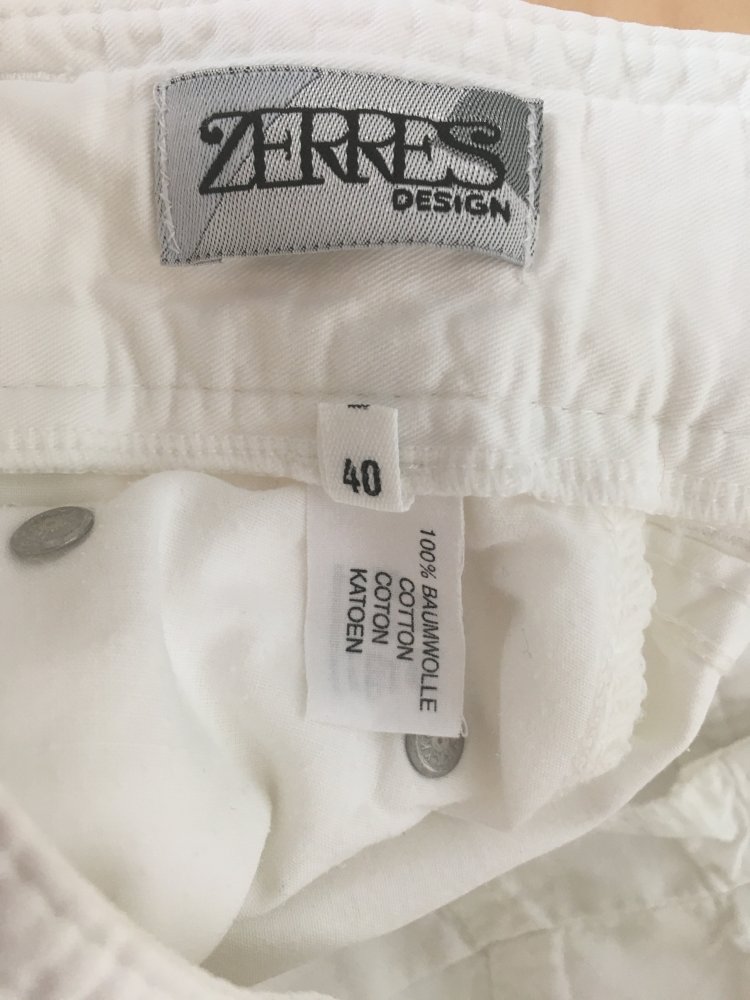 ZERRES
DESIGN
40
100% BAUMWOLLE
COTTON
COTON
KATOEN